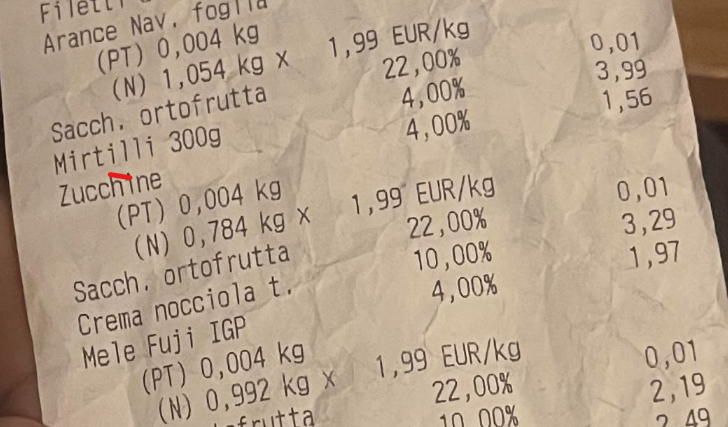 Filetti
Arance Nav. foglia
(PT) 0,004 kg
(N) 1,054 kg x 1,99 EUR/kg
Sacch. ortofrutta 22,00% 0,01
Mirtilli 300g 4,00% 3,99
Zucchine 4,00% 1,56
(PT) 0,004 kg
(N) 0,784 kg x 1,99 EUR/kg
Sacch. ortofrutta 22,00% 0,01
Crema nocciola t. 10,00% 3,29
Mele Fuji IGP 4,00% 1,97
(PT) 0,004 kg
(N) 0,992 kg x 1,99 EUR/kg
ofrutta 22,00% 0,01
10,00% 2,19
2,49